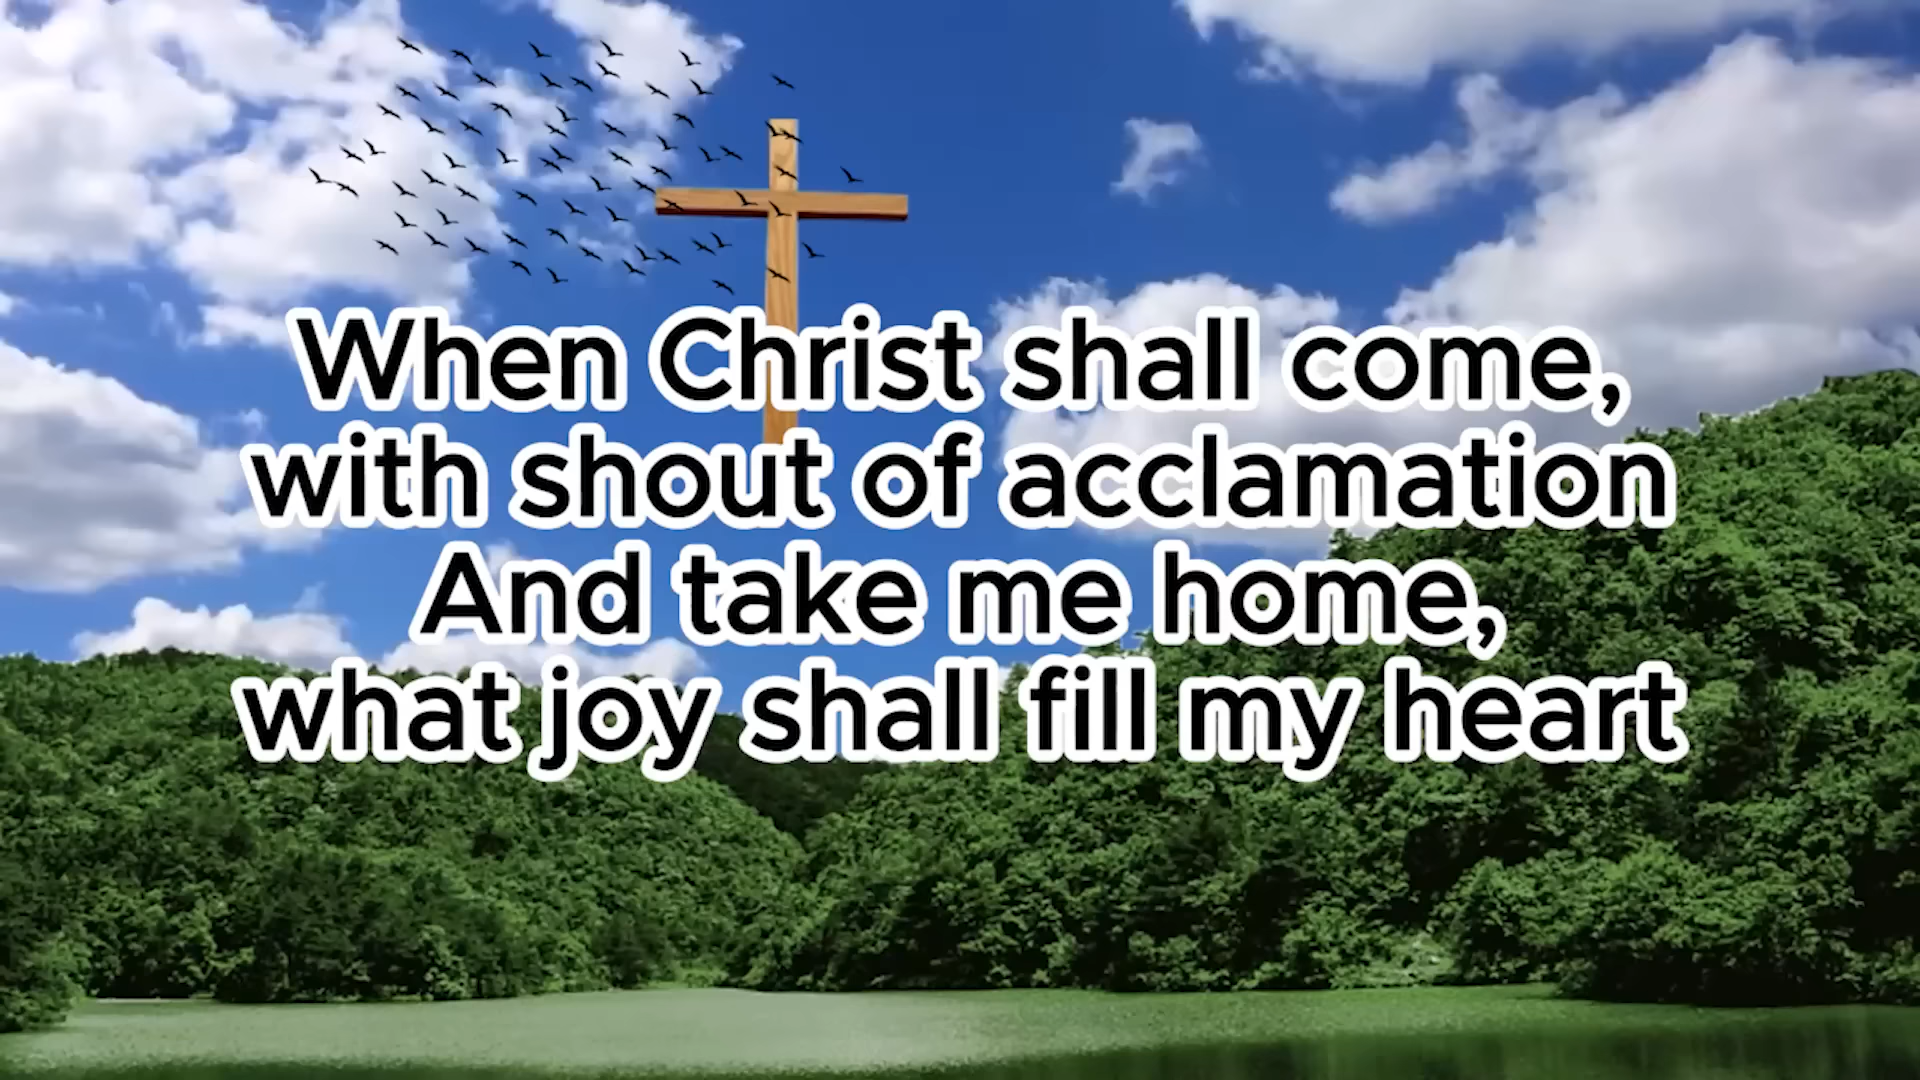 When Christ shall come,
with shout of acclamation
And take me home,
what joy shall fill my heart